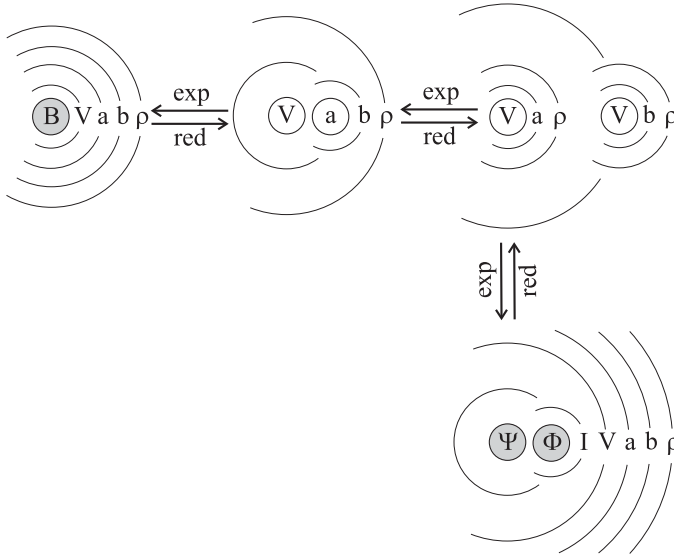 B V a b ρ
exp
red
V a b ρ
exp
red
V a ρ V b ρ
exp
red
Ψ Φ I V a b ρ